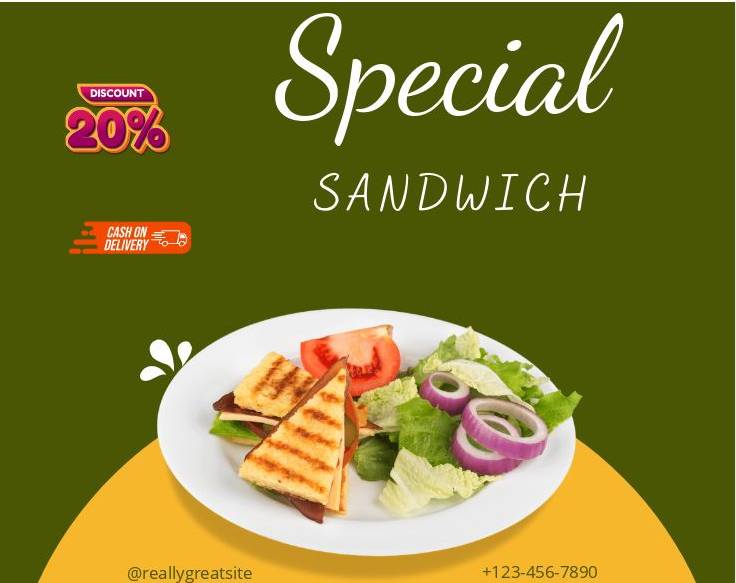 Special
SANDWICH
DISCOUNT
20%
CASH ON
DELIVERY
@reallygreatsite
+123-456-7890